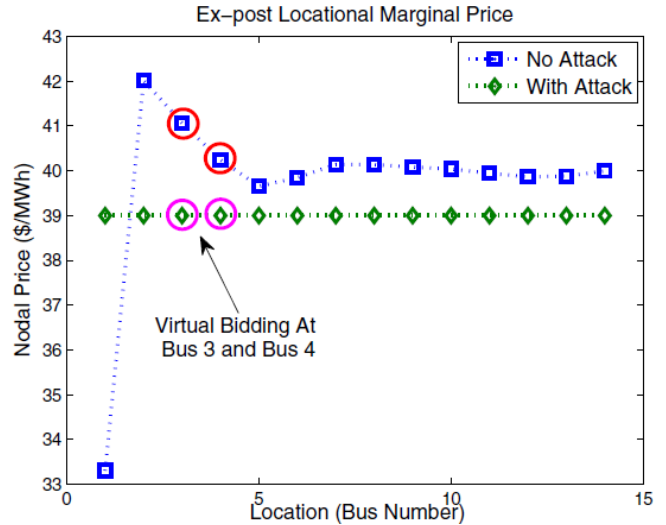 Ex-post Locational Marginal Price
43
42
41
40
39
38
37
36
35
34
33
0
5
10
15
Nodal Price ($/MWh)
Location (Bus Number)
No Attack
With Attack
Virtual Bidding At
Bus 3 and Bus 4